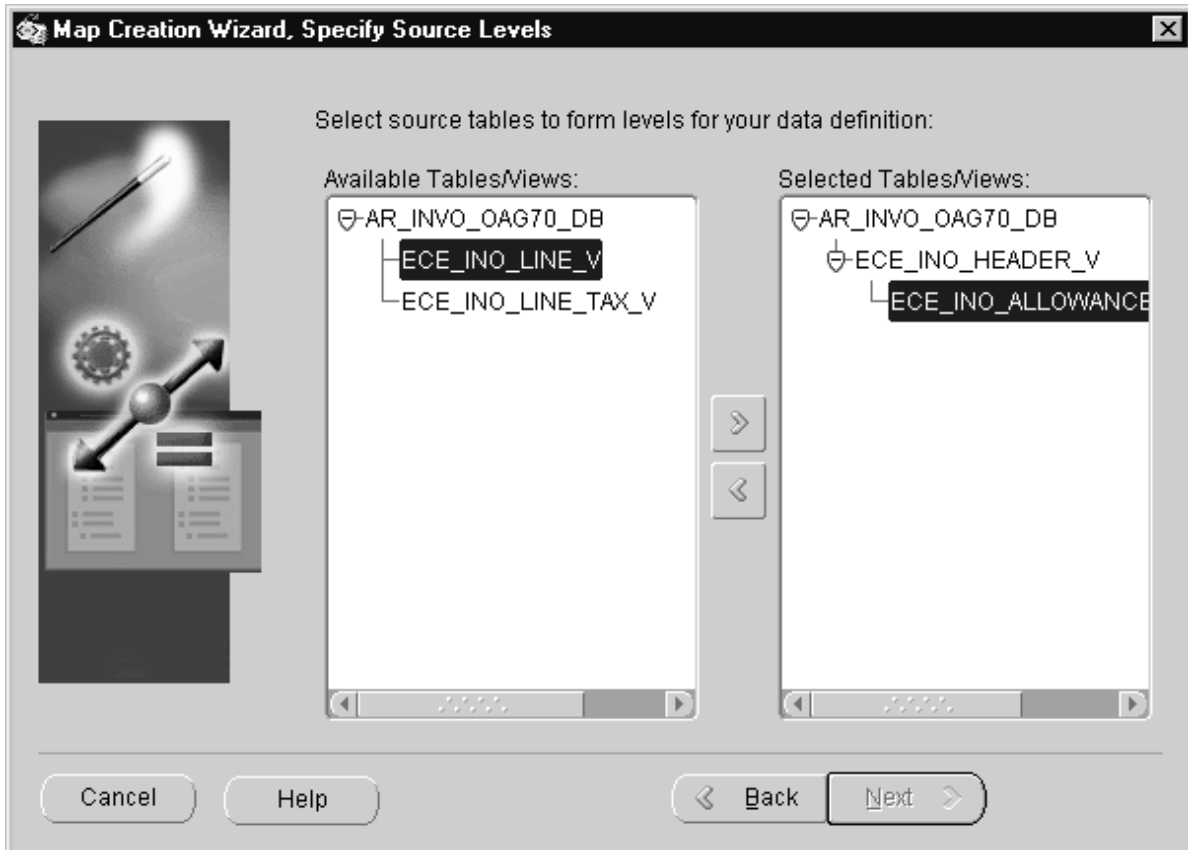 Map Creation Wizard, Specify Source Levels
Select source tables to form levels for your data definition:
Available Tables/Views:
AR_INVO_OAG70_DB
ECE_INO_LINE_V
ECE_INO_LINE_TAX_V
Selected Tables/Views:
AR_INVO_OAG70_DB
ECE_INO_HEADER_V
ECE_INO_ALLOWANCE
Cancel
Help
Back
Next